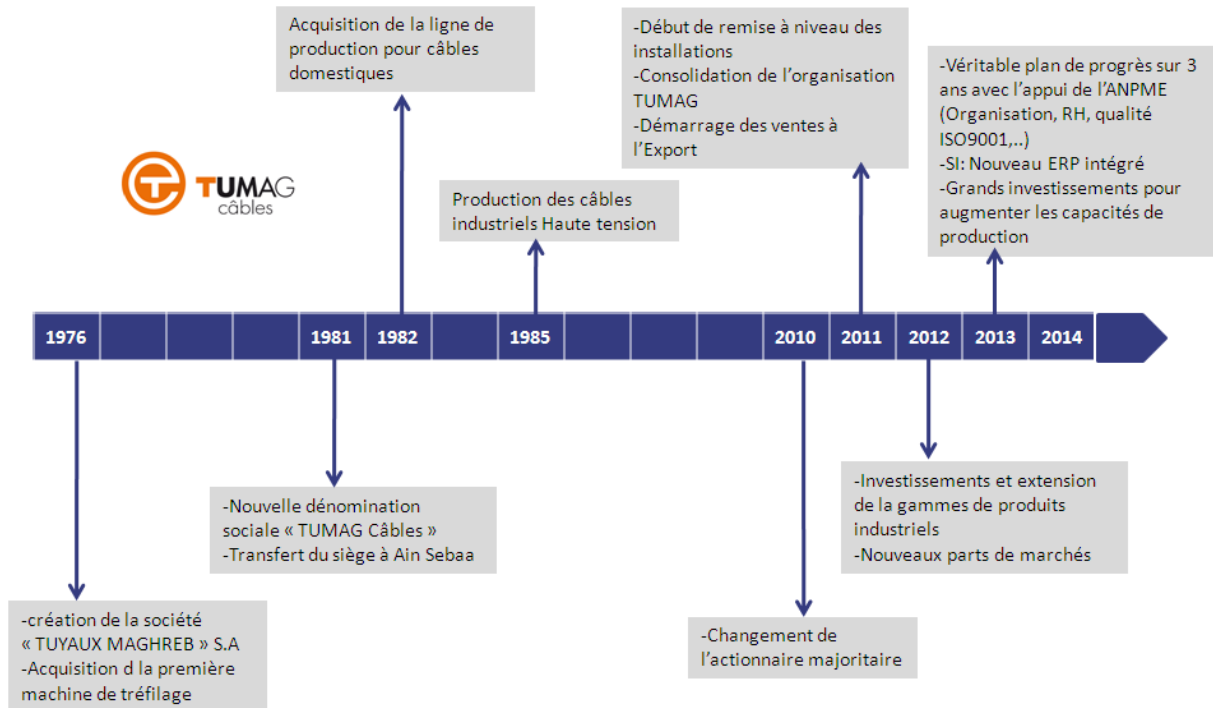 Acquisition de la ligne de
production pour câbles
domestiques
-Début de remise à niveau des
installations
-Consolidation de l'organisation
TUMAG
-Démarrage des ventes à
l'Export
-Véritable plan de progrès sur 3
ans avec l'appui de l'ANPME
(Organisation, RH, qualité
ISO9001,..)
-SI: Nouveau ERP intégré
-Grands investissements pour
augmenter les capacités de
production
TUMAG
câbles
Production des câbles
industriels Haute tension
1976 1981 1982 1985 2010 2011 2012 2013 2014
-Nouvelle dénomination
sociale « TUMAG Câbles »
-Transfert du siège à Ain Sebaa
-Investissements et extension
de la gammes de produits
industriels
-Nouveaux parts de marchés
-création de la société
« TUYAUX MAGHREB » S.A
-Acquisition d la première
machine de tréfilage
-Changement de
l'actionnaire majoritaire